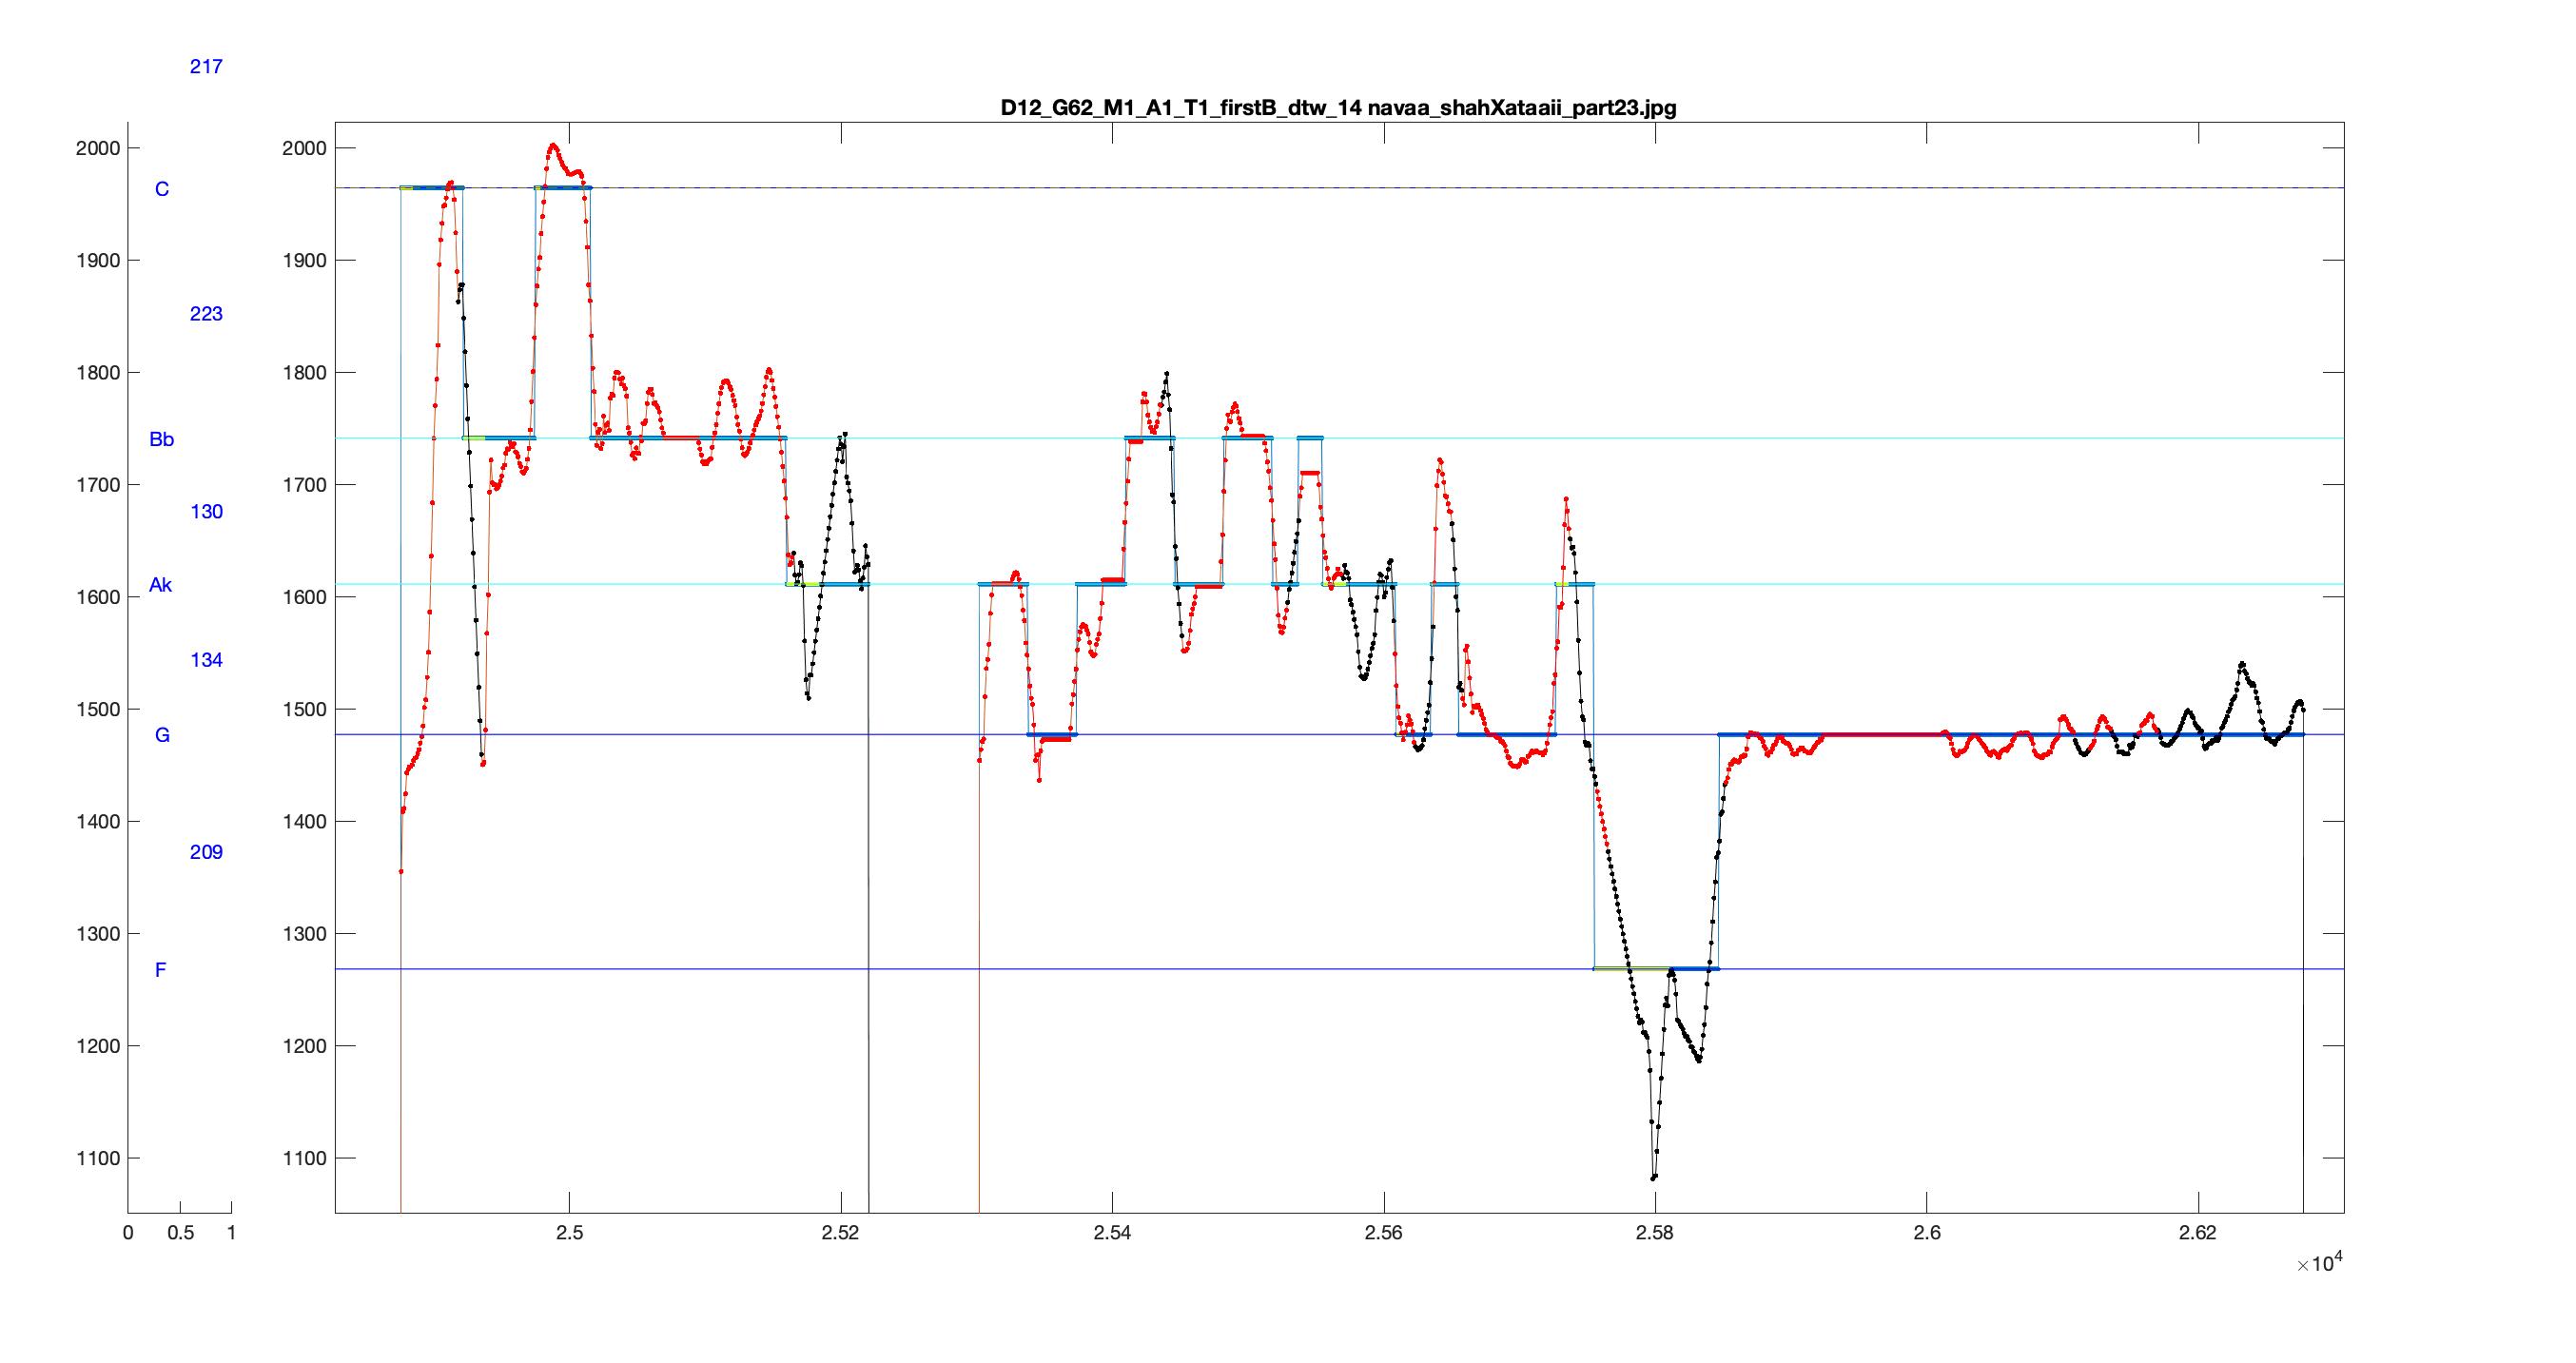 217
D12_G62_M1_A1_T1_firstB_dtw_14 navaa_shahXataaii_part23.jpg
2000 2000
C
1900 1900
223
1800 1800
Bb
1700 1700
130
1600 1600
Ak
134
1500 1500
G
1400 1400
209
1300 1300
F
1200 1200
1100 1100
0 0.5 1 2.5 2.52 2.54 2.56 2.58 2.6 2.62
×10⁴